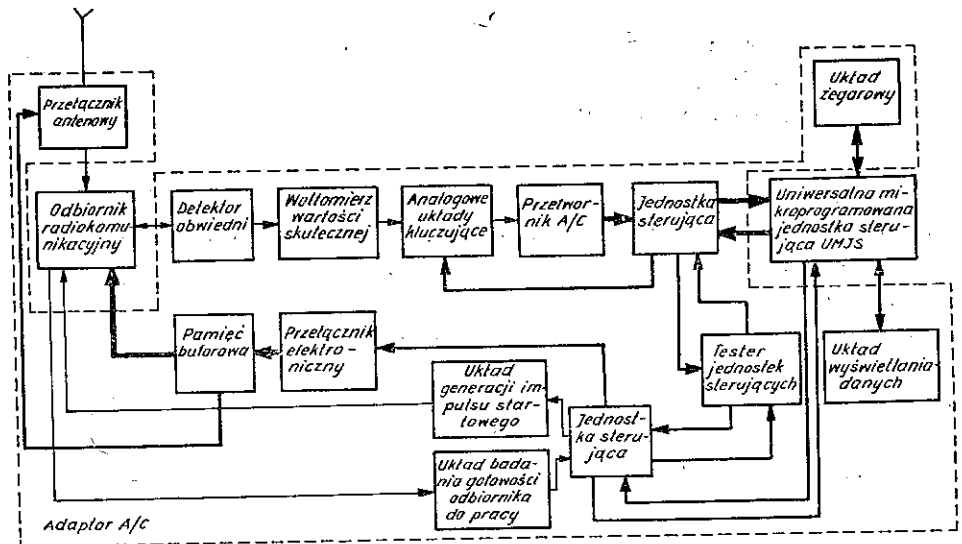 Przełącznik
antenowy
Układ
zegarowy
Odbiornik
radiokomu
nikacyjny
Detektor
obwiedni
Woltomierz
wartości
skutecznej
Analogowe
układy
kluczujące
Przetwor-
nik A/C
Jednostka
sterująca
Uniwersalna mi-
kroprogramowana
jednostka steru-
jąca UMJS
Pamięć
buforowa
Przełącznik
elektro-
niczny
Układ
generacji im-
pulsu star-
towego
Jednost-
ka steru-
jąca
Tester
jednostek
sterujących
Układ
wyświetlania
danych
Układ bada-
nia gotowości
odbiornika
do pracy
Adaptor A/C